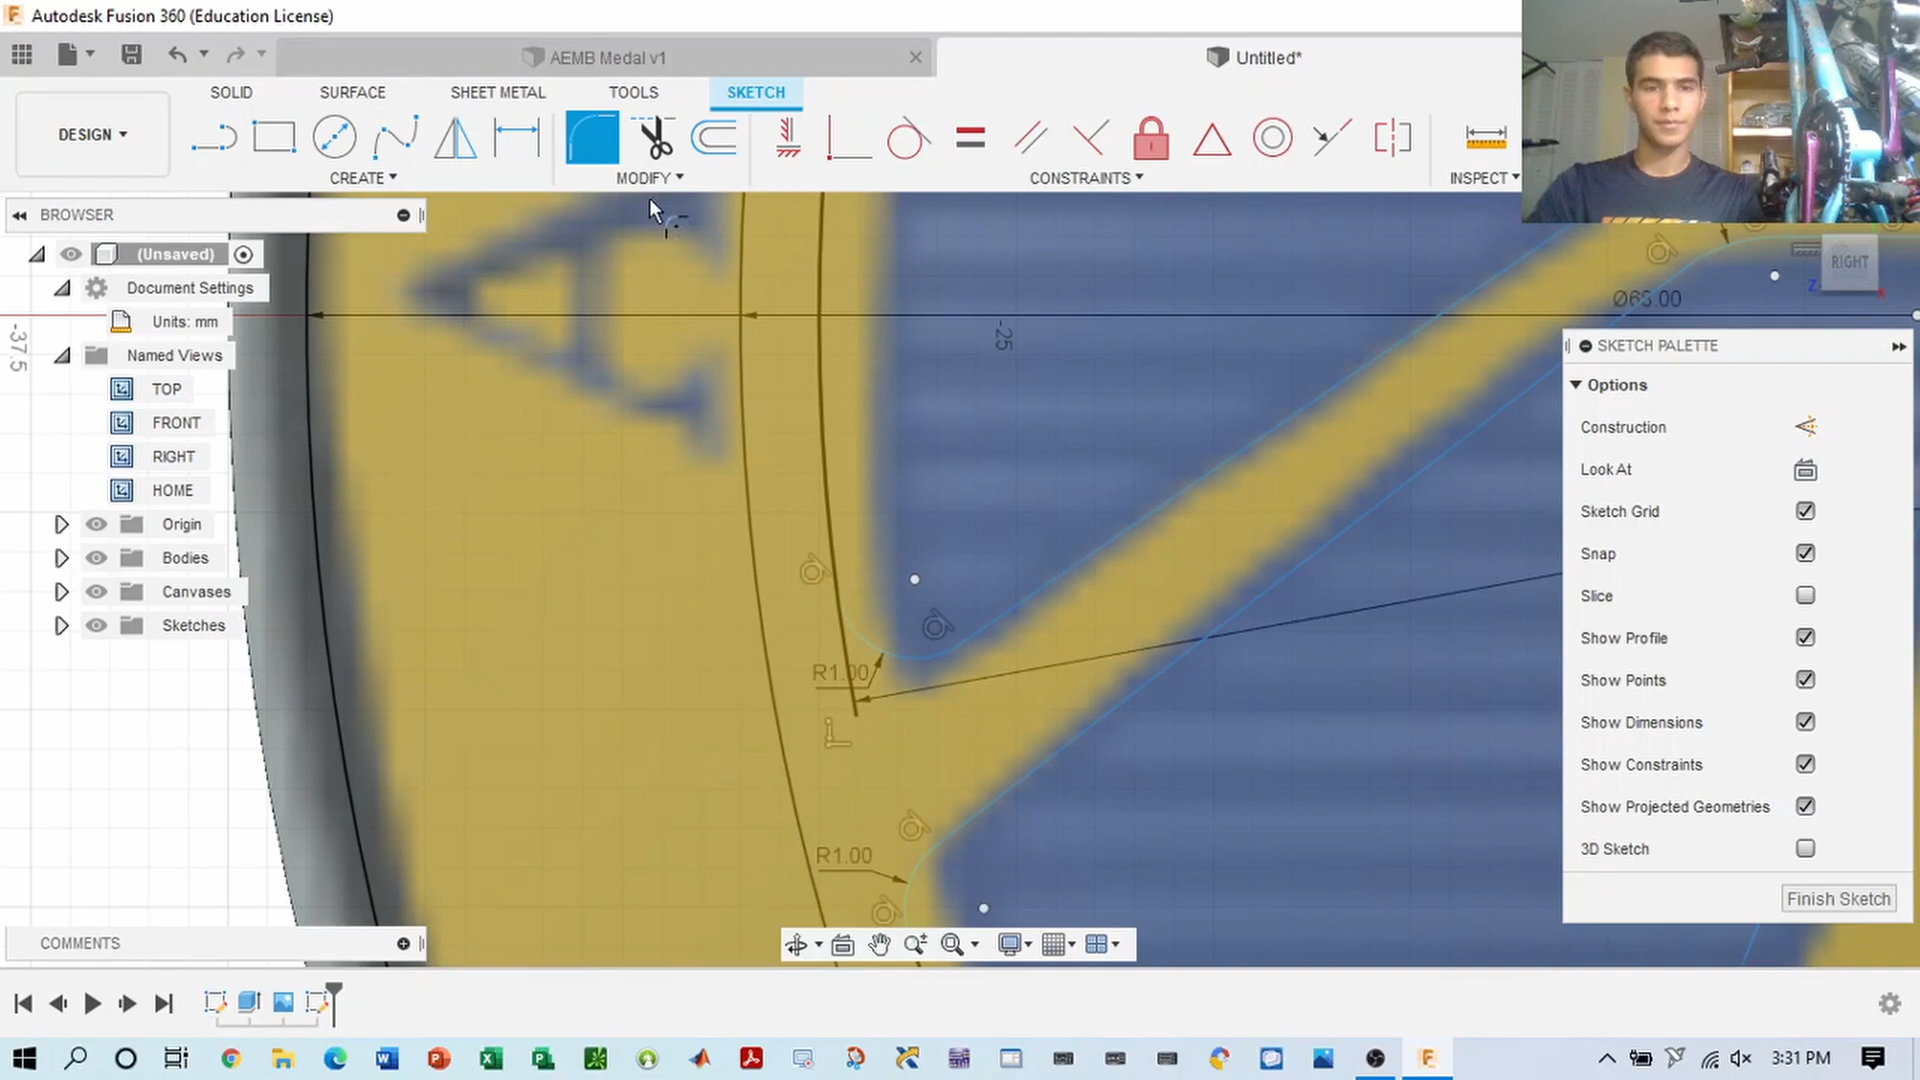 Autodesk Fusion 360 (Education License)
AEMB Medal v1
Untitled*
SOLID
SURFACE
SHEET METAL
TOOLS
SKETCH
DESIGN
CREATE
MODIFY
CONSTRAINTS
INSPECT
BROWSER
(Unsaved)
Document Settings
Units: mm
Named Views
TOP
FRONT
RIGHT
HOME
Origin
Bodies
Canvases
Sketches
-37.5
A
-25
Ø63.00
RIGHT
Z
X
R1.00
R1.00
SKETCH PALETTE
Options
Construction
Look At
Sketch Grid
Snap
Slice
Show Profile
Show Points
Show Dimensions
Show Constraints
Show Projected Geometries
3D Sketch
Finish Sketch
COMMENTS
3:31 PM